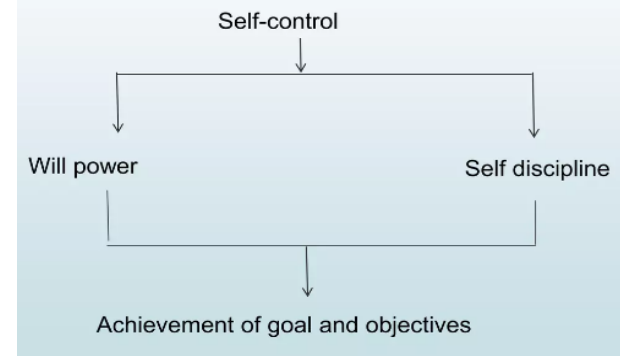 Self-control
Will power
Self discipline
Achievement of goal and objectives